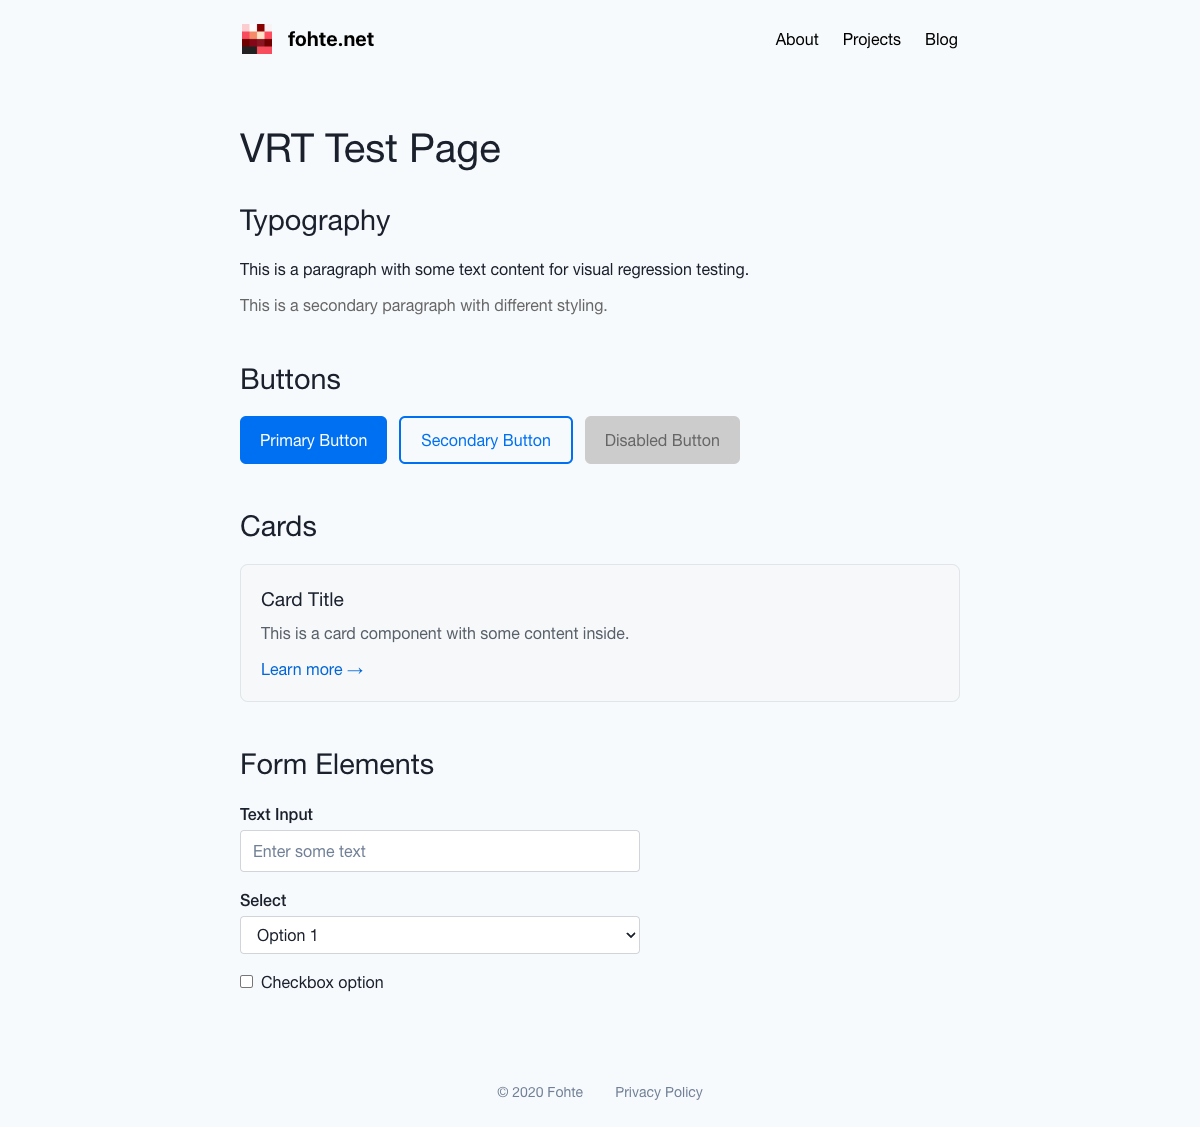 fohte.net
About Projects Blog
VRT Test Page
Typography
This is a paragraph with some text content for visual regression testing.
This is a secondary paragraph with different styling.
Buttons
Primary Button Secondary Button Disabled Button
Cards
Card Title
This is a card component with some content inside.
Learn more →
Form Elements
Text Input
Enter some text
Select
Option 1
Checkbox option
© 2020 Fohte Privacy Policy